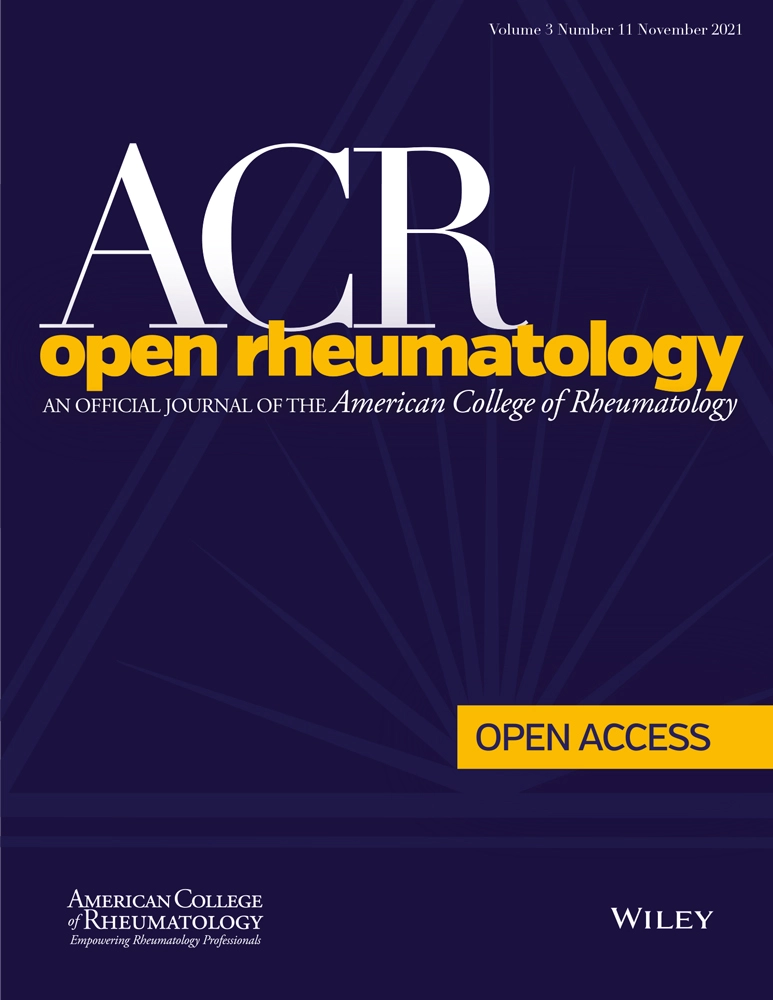 Volume 3 Number 11 November 2021
ACR
open rheumatology
AN OFFICIAL JOURNAL OF THE American College of Rheumatology
OPEN ACCESS
AMERICAN COLLEGE
of RHEUMATOLOGY
Empowering Rheumatology Professionals
WILEY